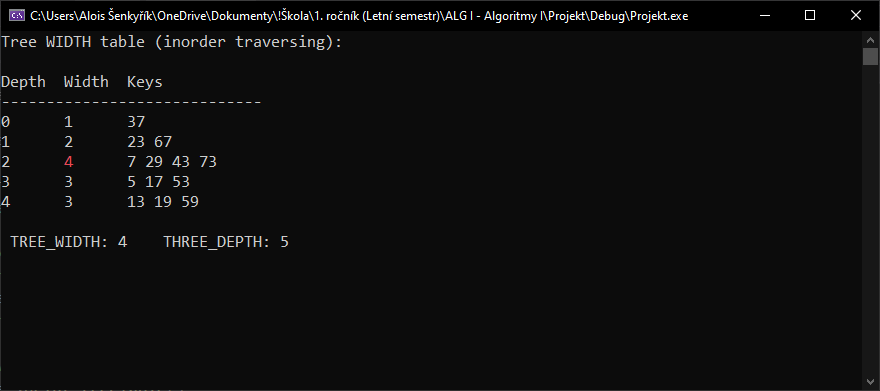 C:\Users\Alois Šenkyřík\OneDrive\Dokumenty\!Škola\1. ročník (Letní semestr)\ALG I - Algoritmy I\Projekt\Debug\Projekt.exe
Tree WIDTH table (inorder traversing):
Depth  Width  Keys
-----------------------------
0      1      37
1      2      23 67
2      4      7 29 43 73
3      3      5 17 53
4      3      13 19 59
TREE_WIDTH: 4    THREE_DEPTH: 5